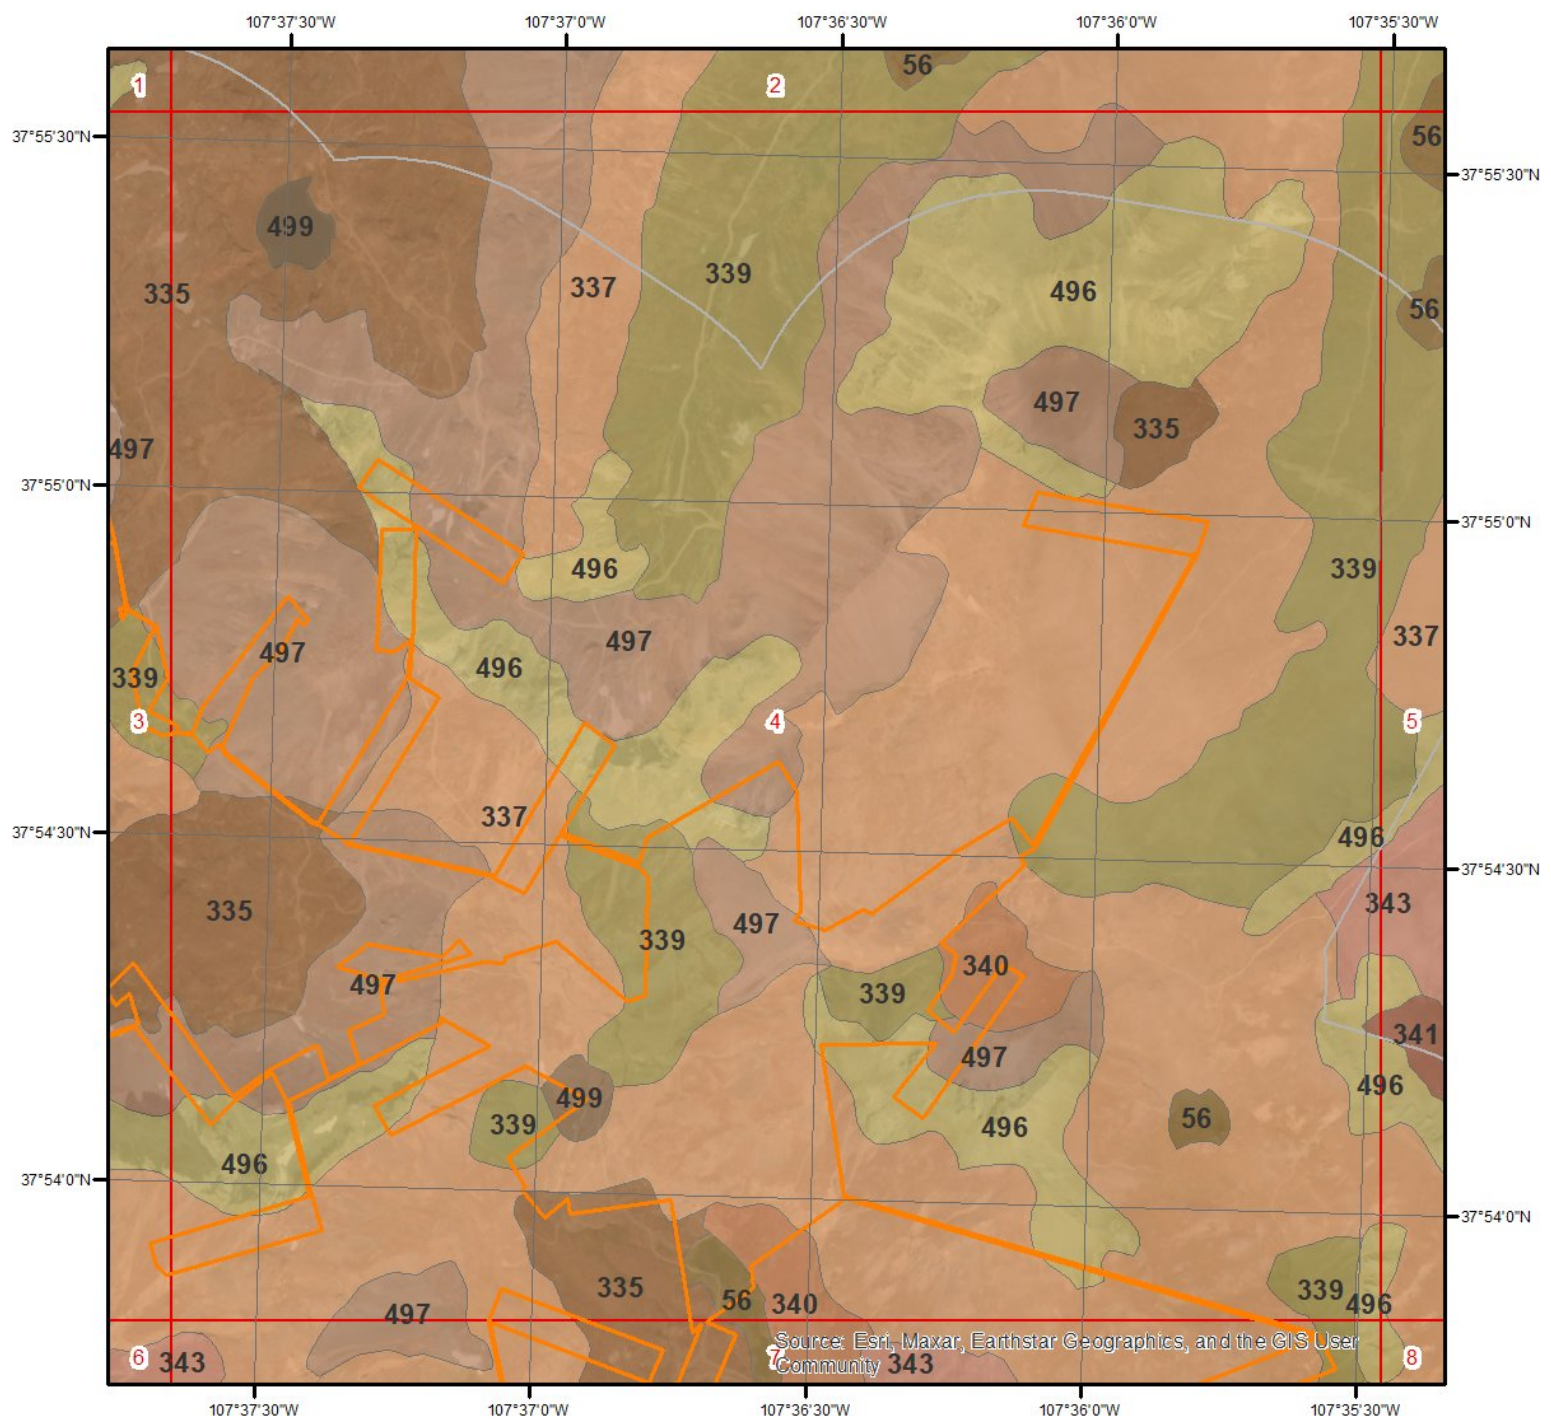 107°37'30"W 107°37'0"W 107°36'30"W 107°36'0"W 107°35'30"W
56
1 2
37°55'30"N 56
37°55'30"N
499
335 337 339 496 56
497 335
497
37°55'0"N
37°55'0"N
496 339
497 497 337
339 496
3 4 5
337
37°54'30"N 496
37°54'30"N
335 497 339 343
497 339 340
341
497
496
499 56
339 496
496
37°54'0"N
37°54'0"N
335 56 340 339 496
497
Source: Esri, Maxar, Earthstar Geographics, and the GIS User
6 343 7 Community 343 8
107°37'30"W 107°37'0"W 107°36'30"W 107°36'0"W 107°35'30"W